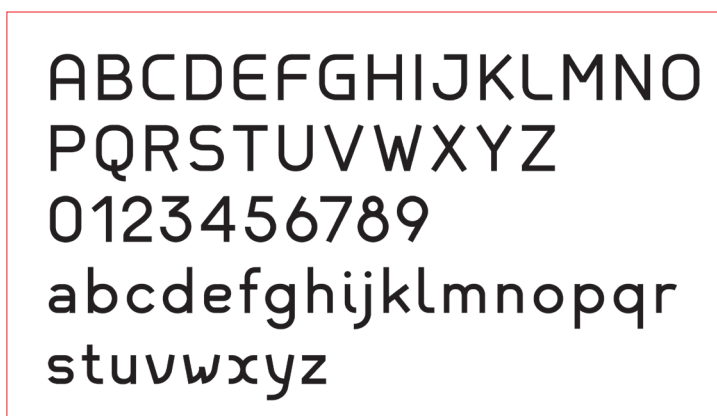 ABCDEFGHIJKLMNO
PQRSTUVWXYZ
0123456789
abcdefghijklmnopqr
stuvwxyz